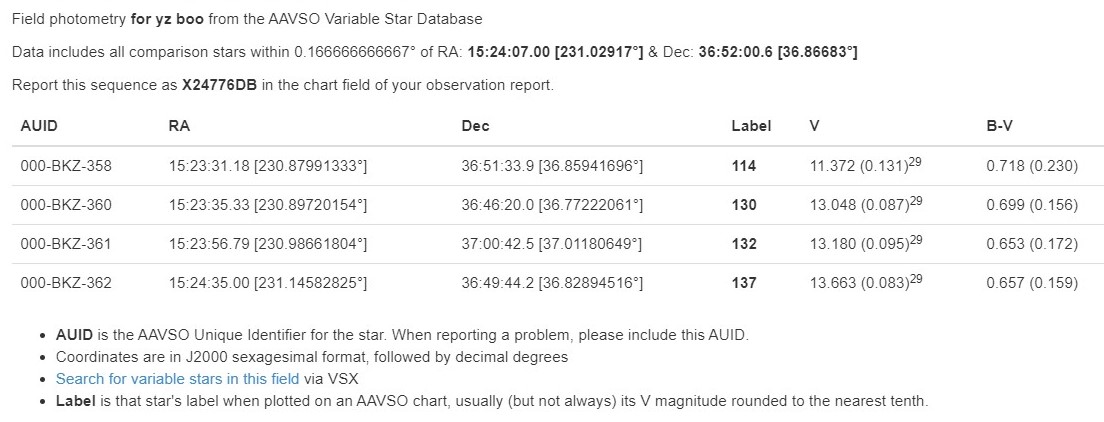 Field photometry for yz boo from the AAVSO Variable Star Database
Data includes all comparison stars within 0.166666666667° of RA: 15:24:07.00 [231.02917°] & Dec: 36:52:00.6 [36.86683°]
Report this sequence as X24776DB in the chart field of your observation report.
AUID RA Dec Label V B-V
000-BKZ-358 15:23:31.18 [230.87991333°] 36:51:33.9 [36.85941696°] 114 11.372 (0.131)29 0.718 (0.230)
000-BKZ-360 15:23:35.33 [230.89720154°] 36:46:20.0 [36.77222061°] 130 13.048 (0.087)29 0.699 (0.156)
000-BKZ-361 15:23:56.79 [230.98661804°] 37:00:42.5 [37.01180649°] 132 13.180 (0.095)29 0.653 (0.172)
000-BKZ-362 15:24:35.00 [231.14582825°] 36:49:44.2 [36.82894516°] 137 13.663 (0.083)29 0.657 (0.159)
• AUID is the AAVSO Unique Identifier for the star. When reporting a problem, please include this AUID.
• Coordinates are in J2000 sexagesimal format, followed by decimal degrees
• Search for variable stars in this field via VSX
• Label is that star's label when plotted on an AAVSO chart, usually (but not always) its V magnitude rounded to the nearest tenth.